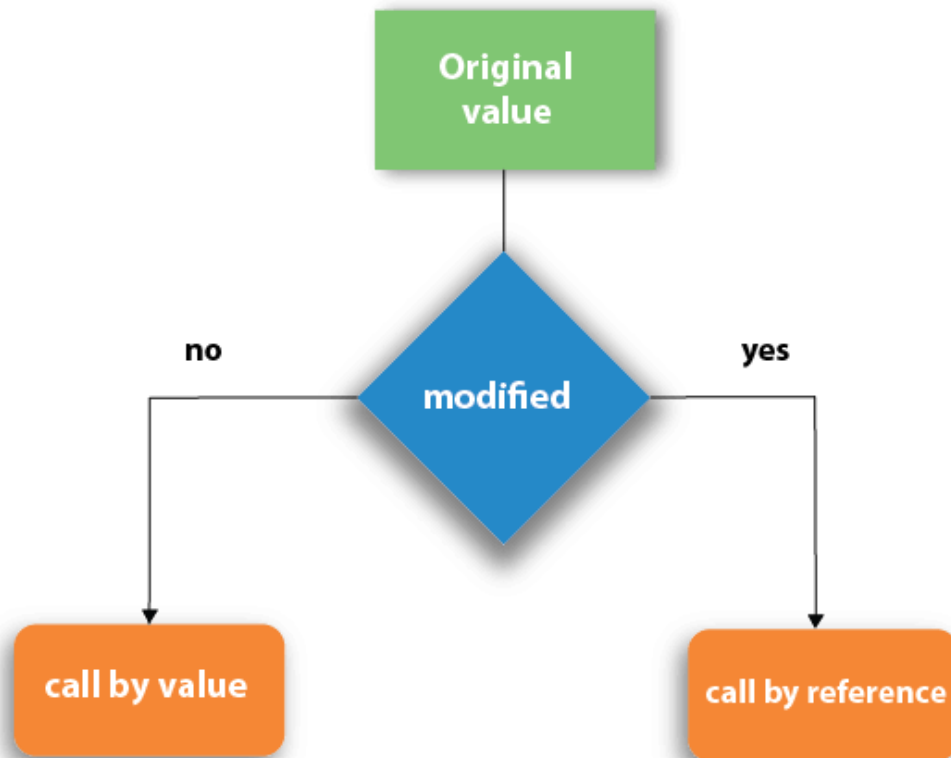 Original
value
no
yes
modified
call by value
call by reference